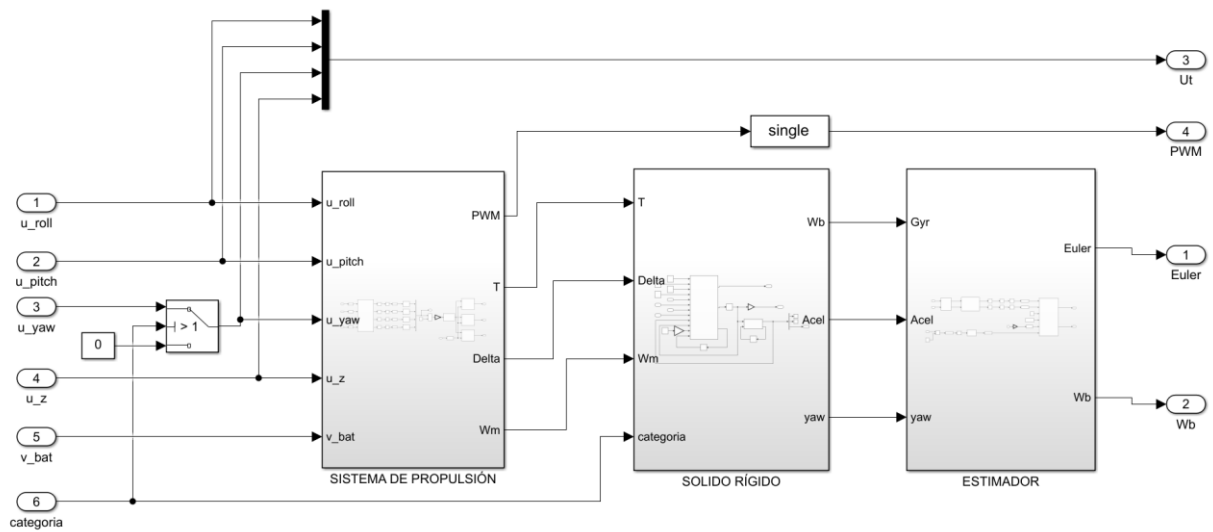 3
Ut
single
4
PWM
1
u_roll
2
u_pitch
3
u_yaw
> 1
0
4
u_z
5
v_bat
6
categoria
u_roll
u_pitch
u_yaw
u_z
v_bat
PWM
T
Delta
Wm
SISTEMA DE PROPULSIÓN
T
Delta
Wm
categoria
Wb
Acel
yaw
SOLIDO RÍGIDO
Gyr
Acel
yaw
Euler
Wb
ESTIMADOR
1
Euler
2
Wb